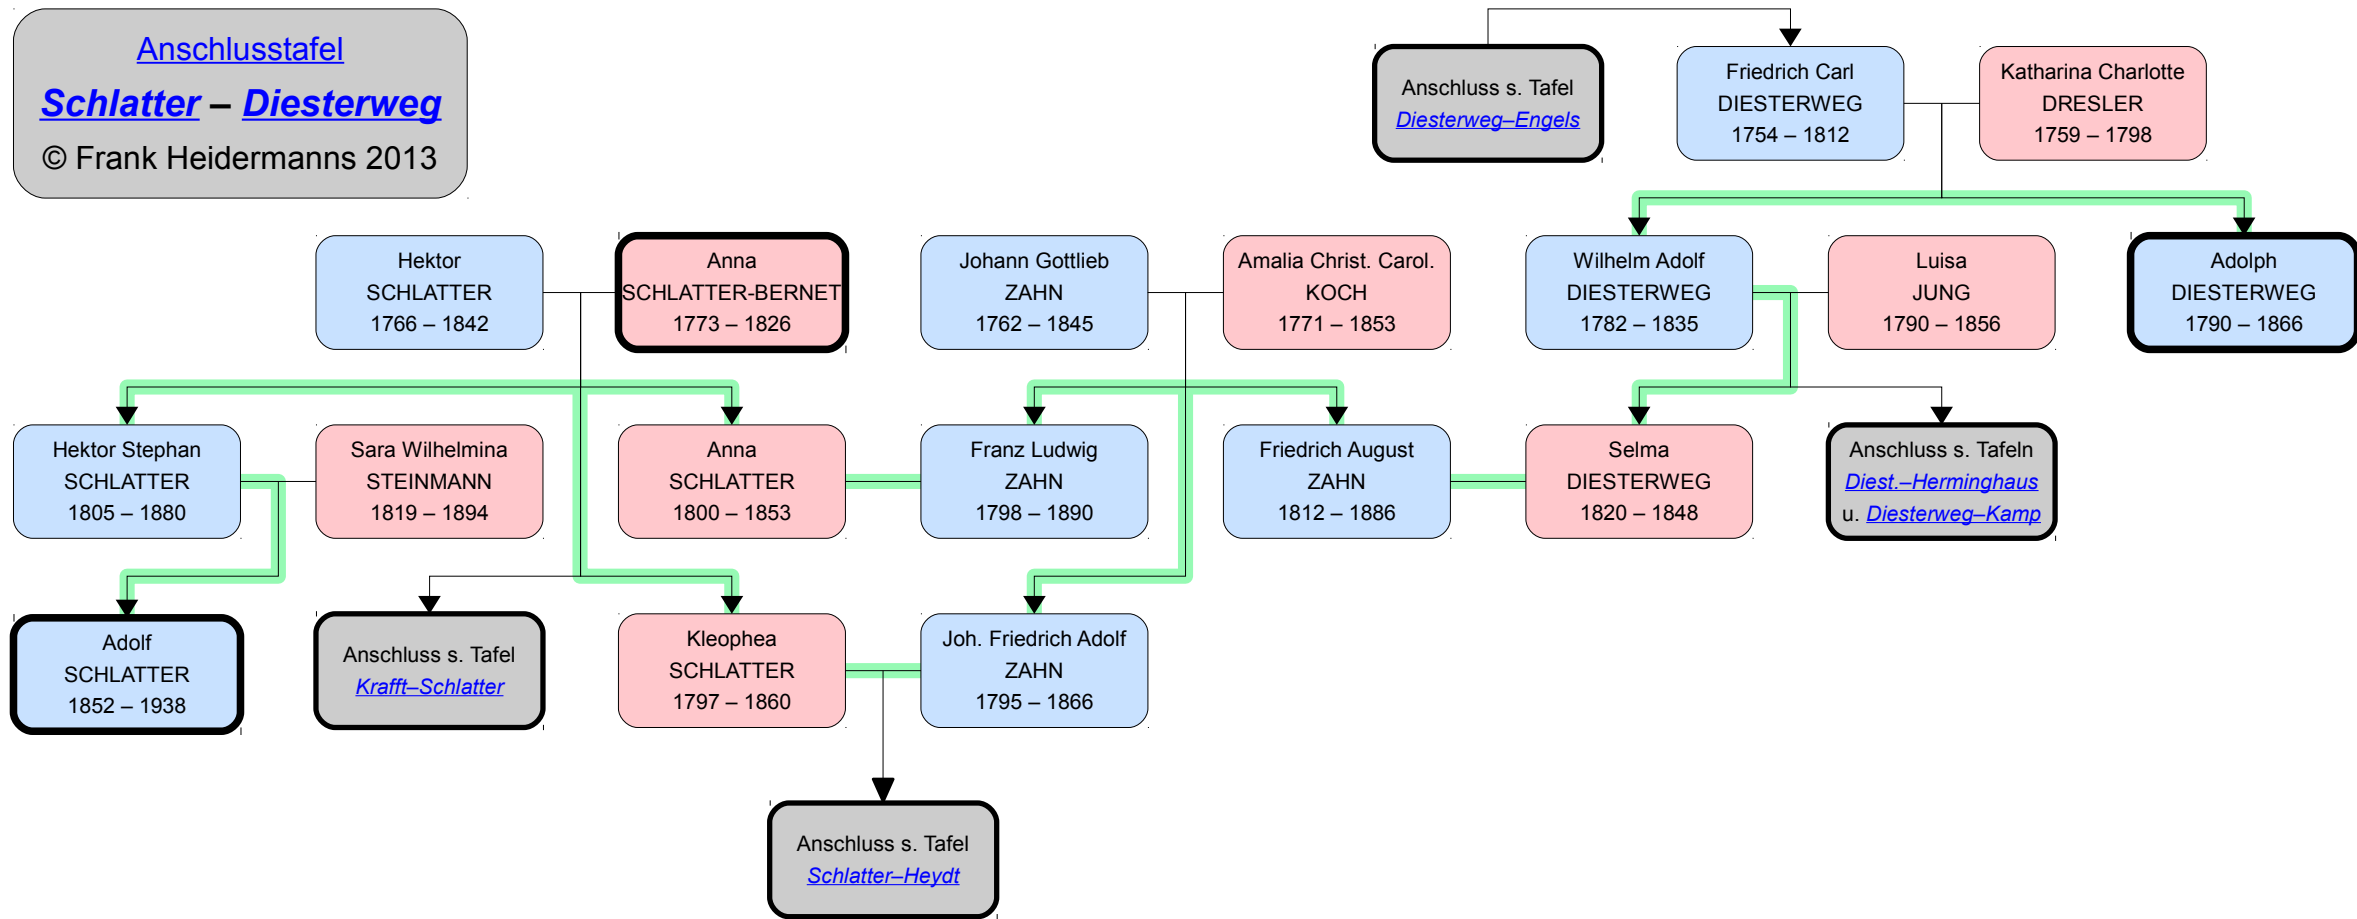 Anschlusstafel
Schlatter – Diesterweg
© Frank Heidermanns 2013
Anschluss s. Tafel
Diesterweg–Engels
Friedrich Carl
DIESTERWEG
1754 – 1812
Katharina Charlotte
DRESLER
1759 – 1798
Hektor
SCHLATTER
1766 – 1842
Anna
SCHLATTER-BERNET
1773 – 1826
Johann Gottlieb
ZAHN
1762 – 1845
Amalia Christ. Carol.
KOCH
1771 – 1853
Wilhelm Adolf
DIESTERWEG
1782 – 1835
Luisa
JUNG
1790 – 1856
Adolph
DIESTERWEG
1790 – 1866
Hektor Stephan
SCHLATTER
1805 – 1880
Sara Wilhelmina
STEINMANN
1819 – 1894
Anna
SCHLATTER
1800 – 1853
Franz Ludwig
ZAHN
1798 – 1890
Friedrich August
ZAHN
1812 – 1886
Selma
DIESTERWEG
1820 – 1848
Anschluss s. Tafeln
Diest.–Herminghaus
u. Diesterweg–Kamp
Adolf
SCHLATTER
1852 – 1938
Anschluss s. Tafel
Krafft–Schlatter
Kleophea
SCHLATTER
1797 – 1860
Joh. Friedrich Adolf
ZAHN
1795 – 1866
Anschluss s. Tafel
Schlatter–Heydt